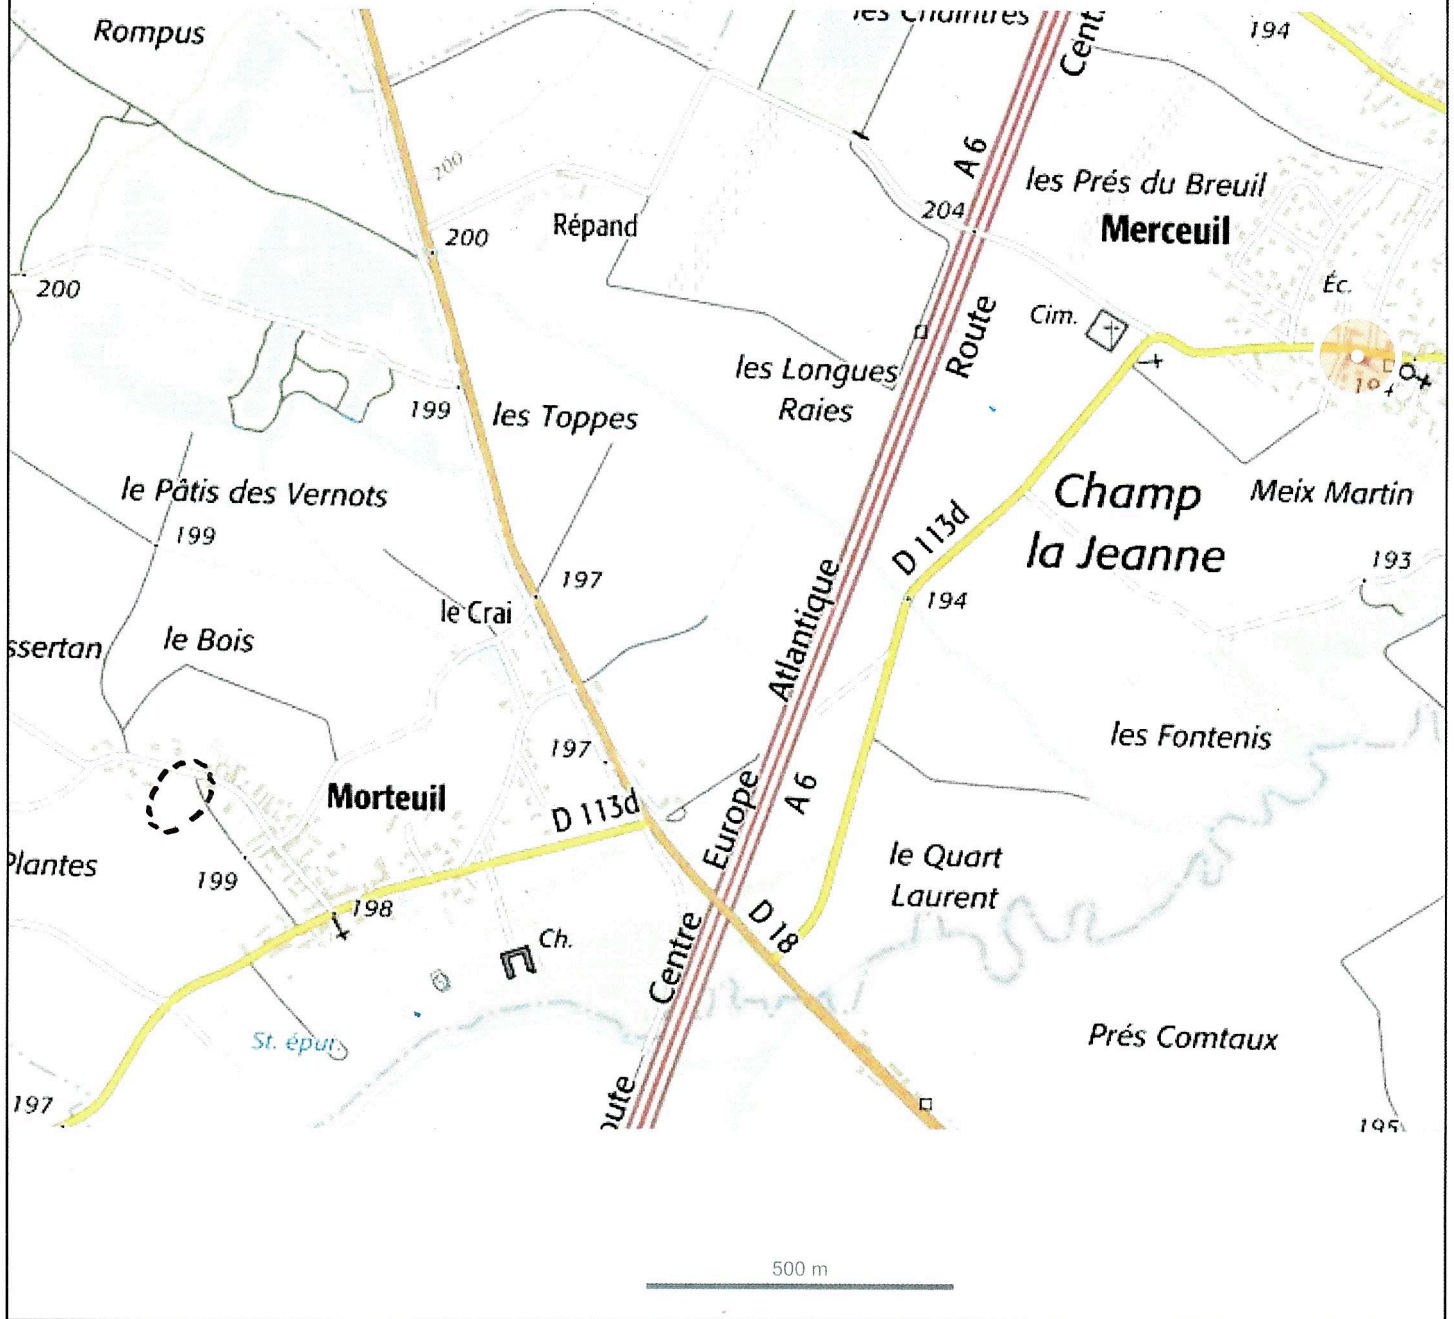 les Chaintres
Cent.
194
Rompus
A 6
200
les Prés du Breuil
204
Répand
Merceuil
200
200
Éc.
Cim.
Route
les Longues
Raies
199
les Toppes
le Pâtis des Vernots
Champ
la Jeanne
Meix Martin
199
D 113d
193
197
Atlantique
194
le Crai
ssertan
le Bois
197
les Fontenis
Morteuil
D 113d
A 6
Europe
Plantes
199
le Quart
Laurent
198
D 18
Ch.
Centre
St. épur.
Prés Comtaux
197
oute
195
500 m